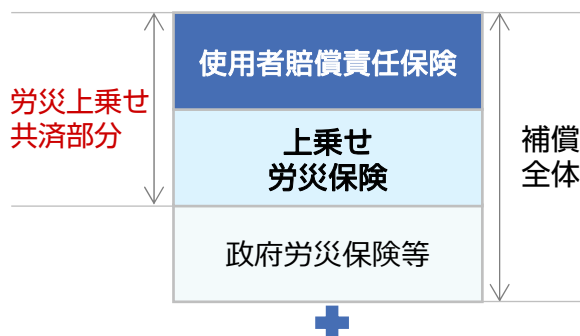 使用者賠償責任保険
労災上乗せ
共済部分
上乗せ
労災保険
補償
全体
政府労災保険等